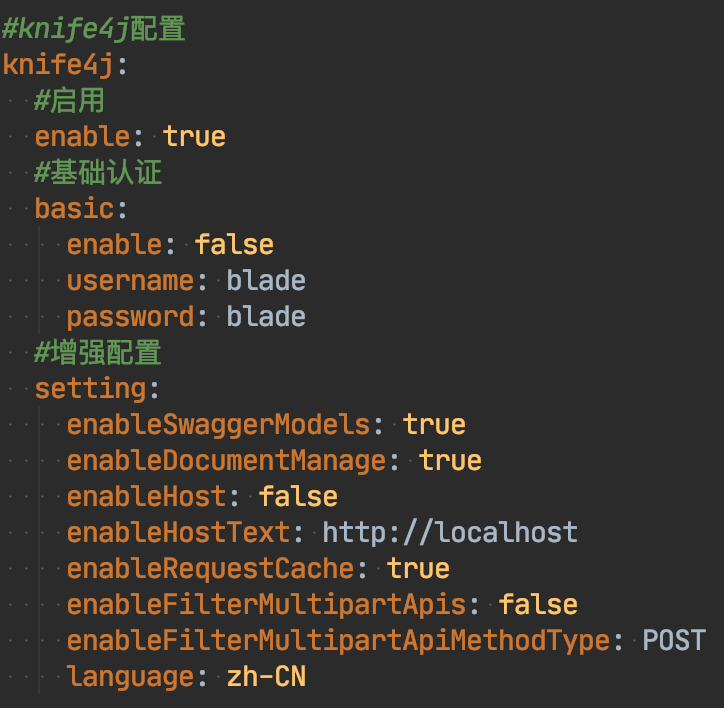 #knife4j配置
knife4j:
  #启用
  enable: true
  #基础认证
  basic:
    enable: false
    username: blade
    password: blade
  #增强配置
  setting:
    enableSwaggerModels: true
    enableDocumentManage: true
    enableHost: false
    enableHostText: http://localhost
    enableRequestCache: true
    enableFilterMultipartApis: false
    enableFilterMultipartApiMethodType: POST
    language: zh-CN